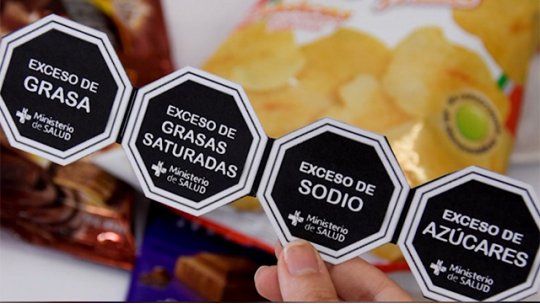 EXCESO DE
GRASA
Ministerio
de SALUD
EXCESO DE
GRASAS
SATURADAS
Ministerio
de SALUD
EXCESO DE
SODIO
Ministerio
de SALUD
EXCESO DE
AZÚCARES
Ministerio
de SALUD